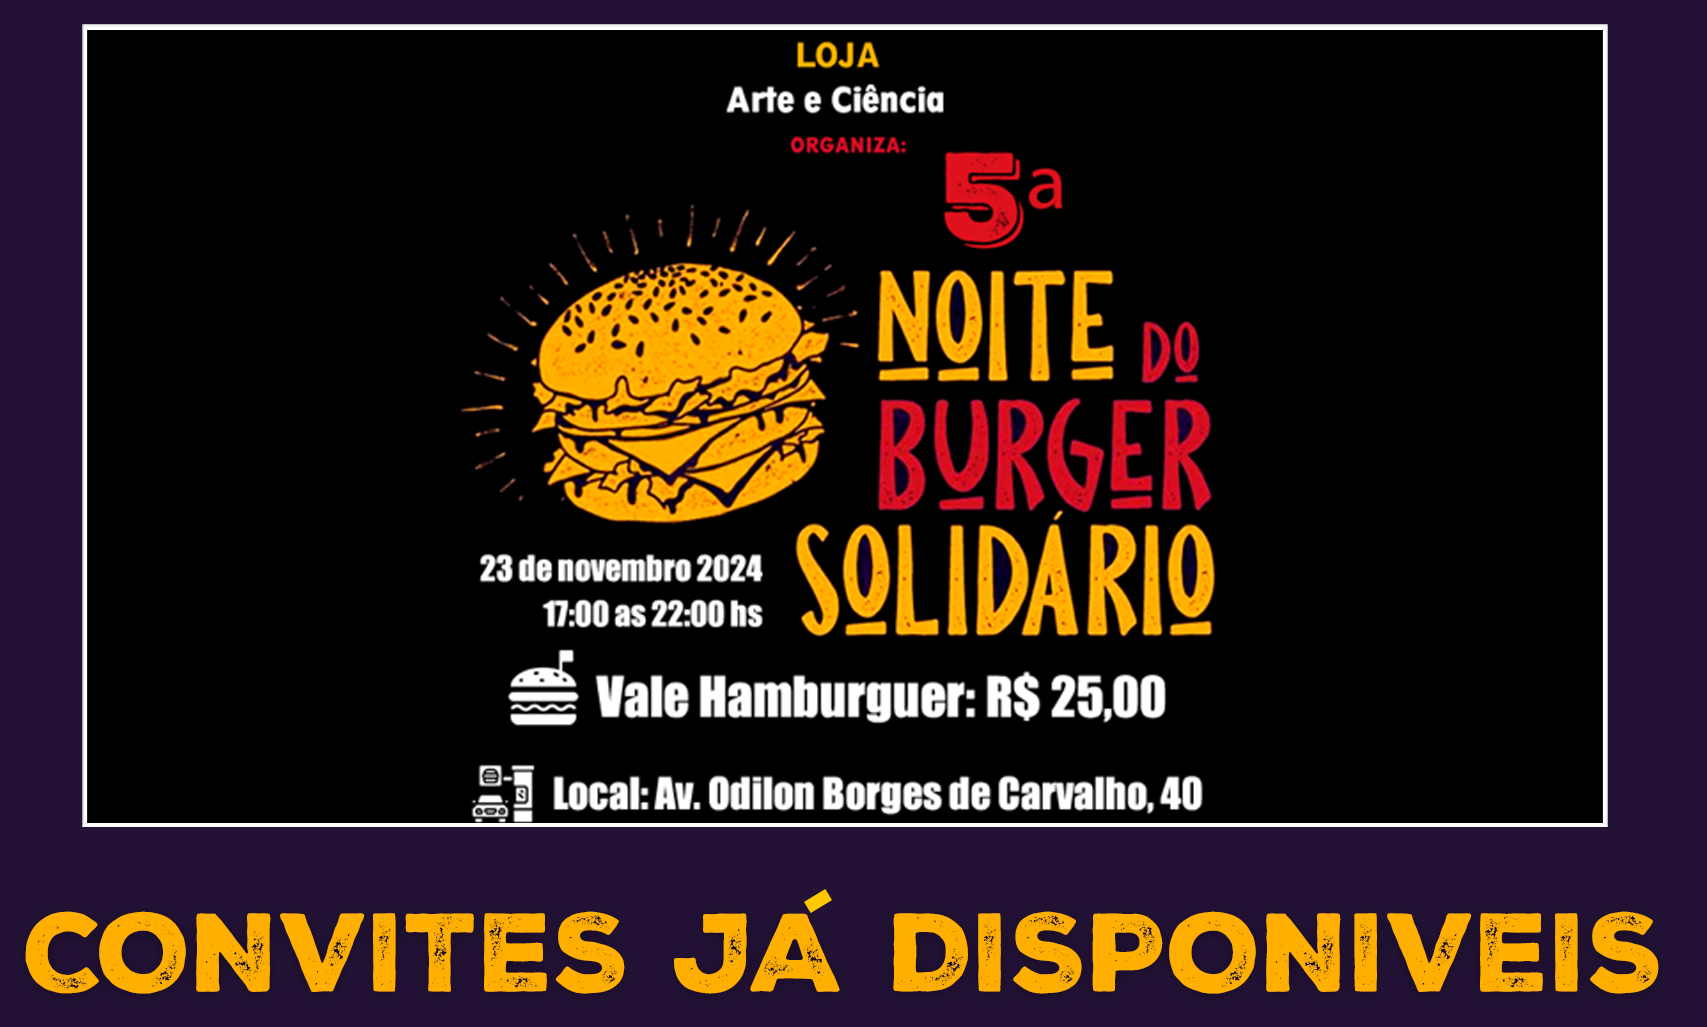 LOJA
Arte e Ciência
ORGANIZA:
5ª
NOITE DO
BURGER
SOLIDÁRIO
23 de novembro 2024
17:00 as 22:00 hs
Vale Hamburguer: R$ 25,00
Local: Av. Odilon Borges de Carvalho, 40
CONVITES JÁ DISPONIVEIS